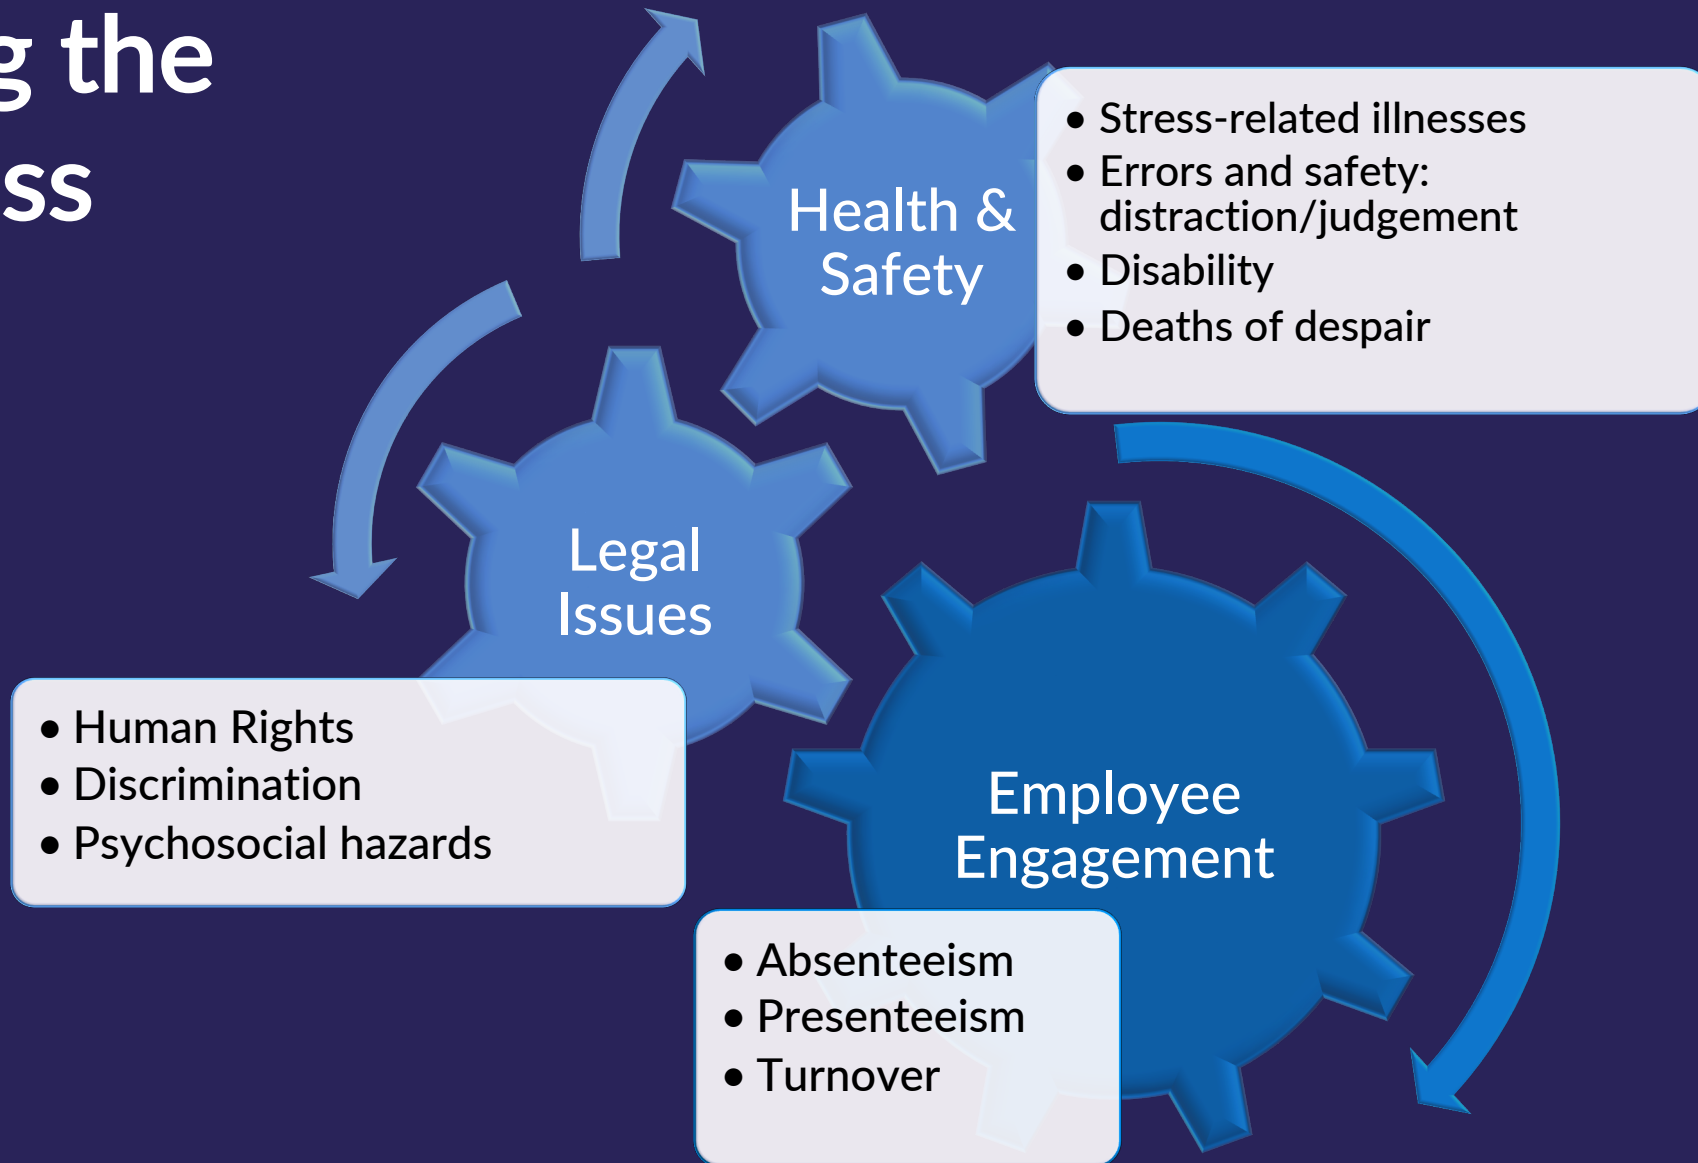 g the
ss
Health &
Safety
• Stress-related illnesses
• Errors and safety:
distraction/judgement
• Disability
• Deaths of despair
Legal
Issues
• Human Rights
• Discrimination
• Psychosocial hazards
Employee
Engagement
• Absenteeism
• Presenteeism
• Turnover